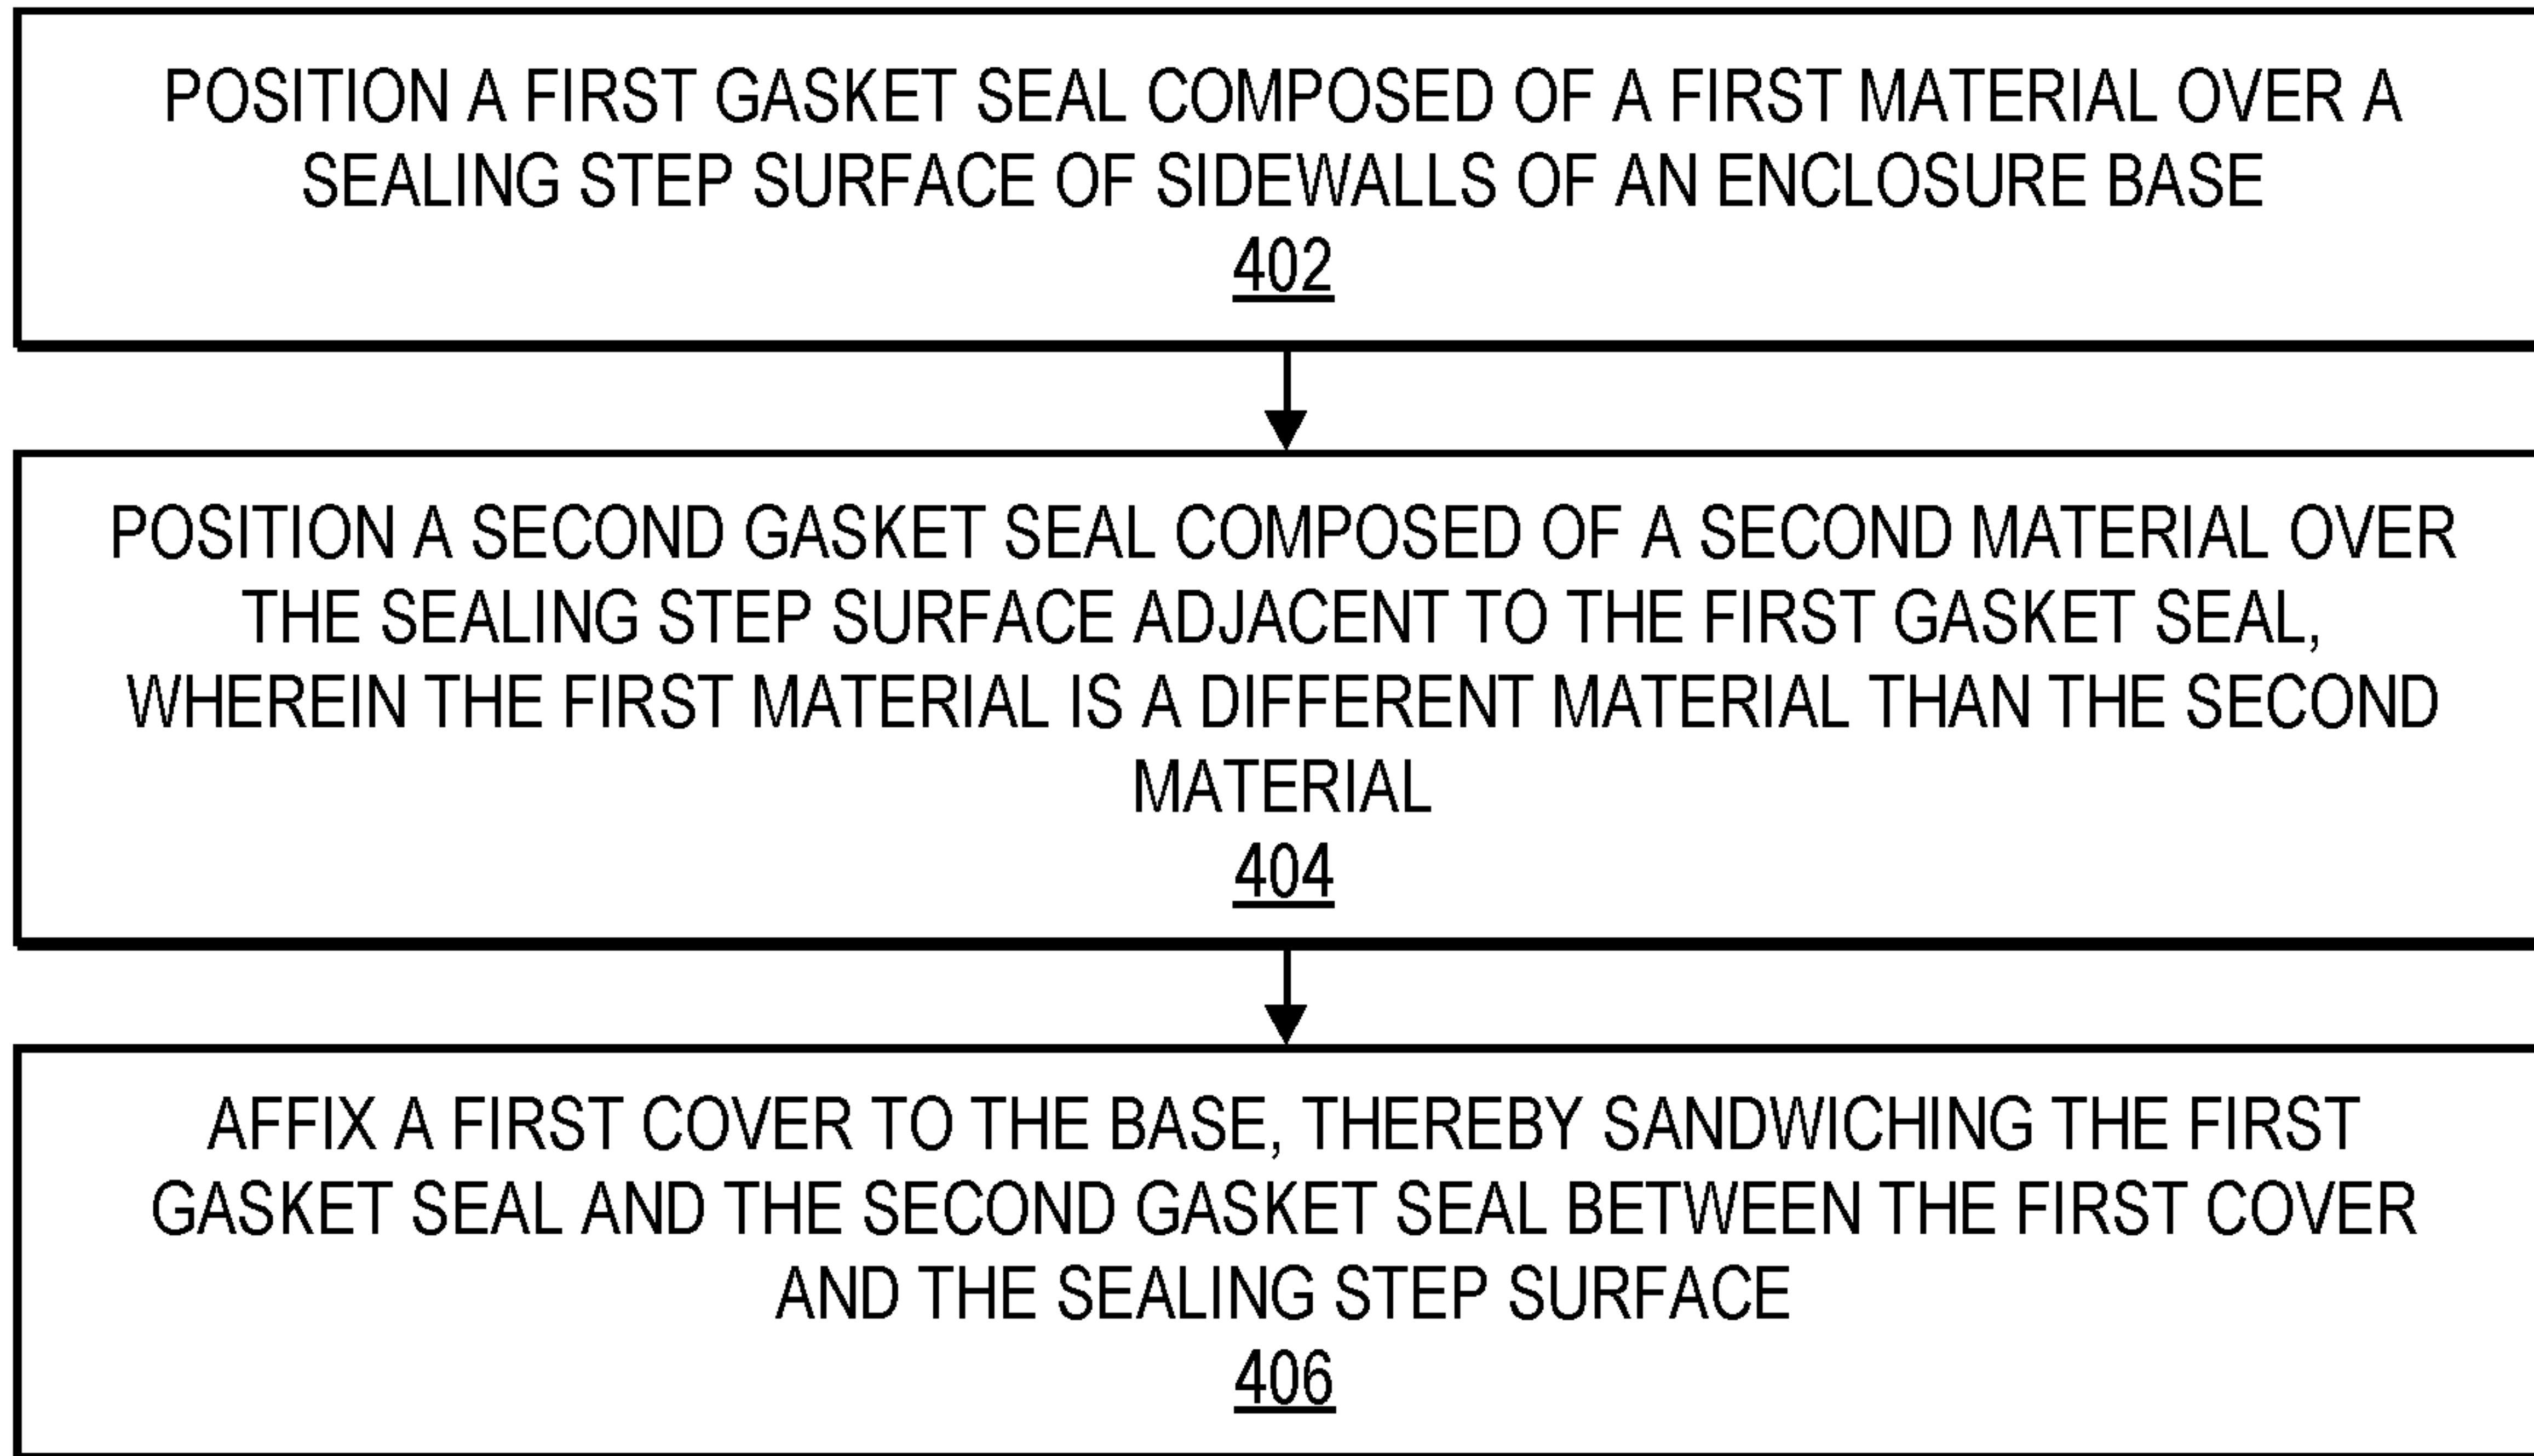 POSITION A FIRST GASKET SEAL COMPOSED OF A FIRST MATERIAL OVER A
SEALING STEP SURFACE OF SIDEWALLS OF AN ENCLOSURE BASE
402
POSITION A SECOND GASKET SEAL COMPOSED OF A SECOND MATERIAL OVER
THE SEALING STEP SURFACE ADJACENT TO THE FIRST GASKET SEAL,
WHEREIN THE FIRST MATERIAL IS A DIFFERENT MATERIAL THAN THE SECOND
MATERIAL
404
AFFIX A FIRST COVER TO THE BASE, THEREBY SANDWICHING THE FIRST
GASKET SEAL AND THE SECOND GASKET SEAL BETWEEN THE FIRST COVER
AND THE SEALING STEP SURFACE
406